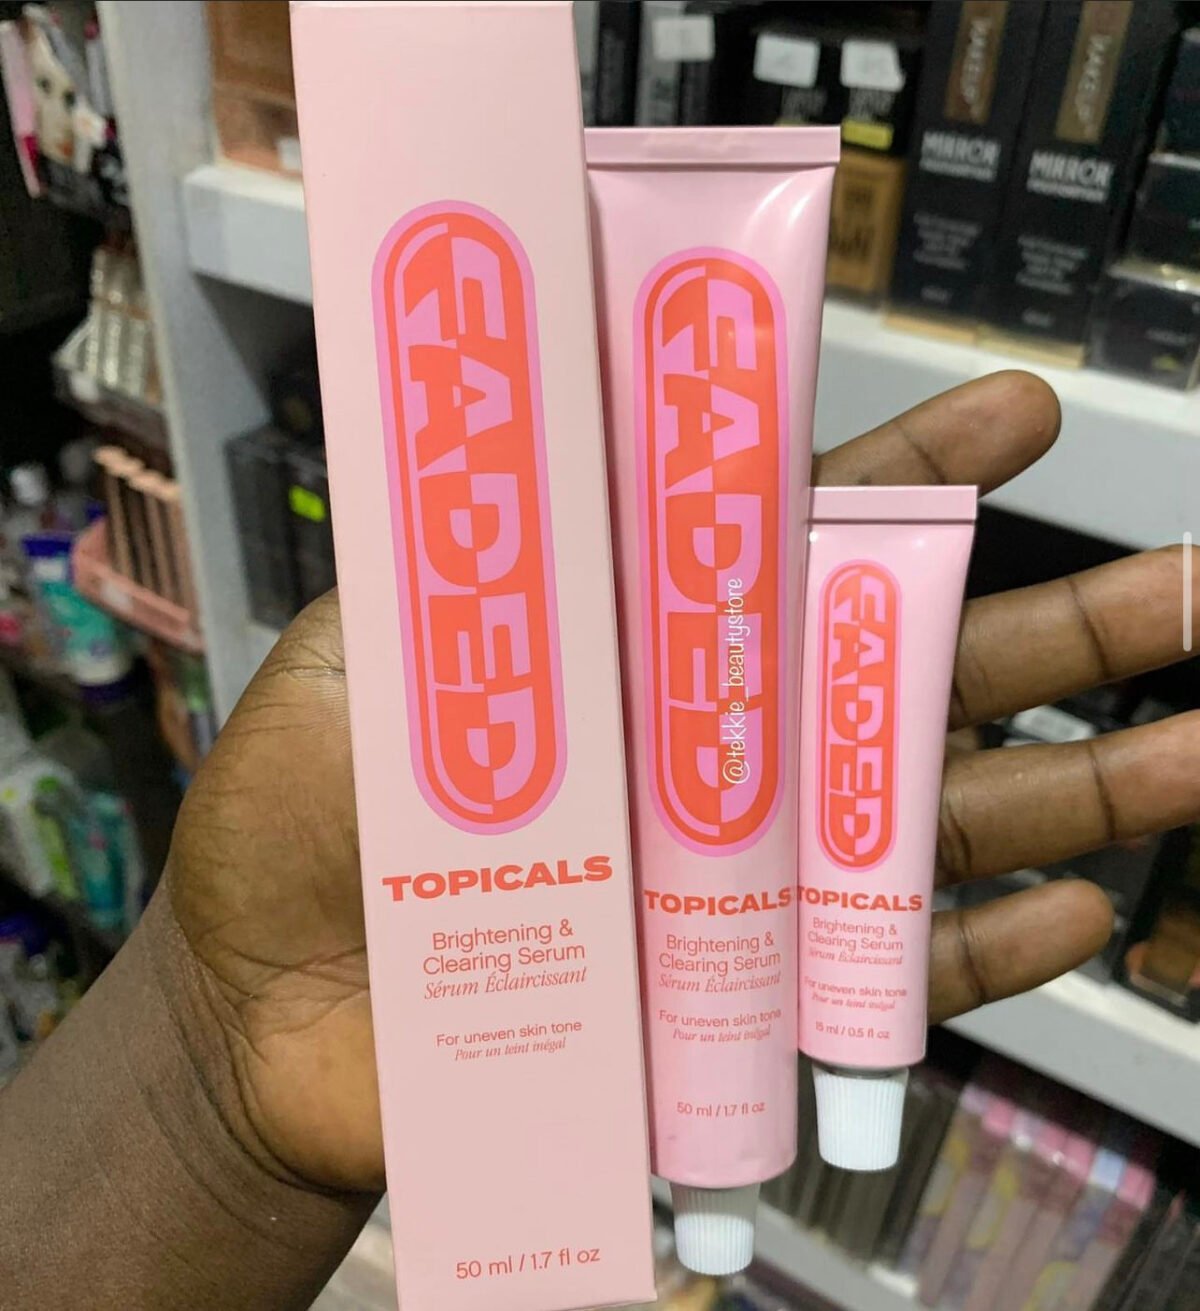 FADED
TOPICALS
Brightening &
Clearing Serum
Sérum Éclaircissant
For uneven skin tone
Pour un teint inégal
50 ml / 1.7 fl oz
FADED
@tekkie_beautystore
TOPICALS
Brightening &
Clearing Serum
Sérum Éclaircissant
For uneven skin tone
Pour un teint inégal
50 ml / 1.7 fl oz
FADED
TOPICALS
Brightening &
Clearing Serum
Sérum Éclaircissant
For uneven skin tone
Pour un teint inégal
15 ml / 0.5 fl oz
MIRROR
MIRROR